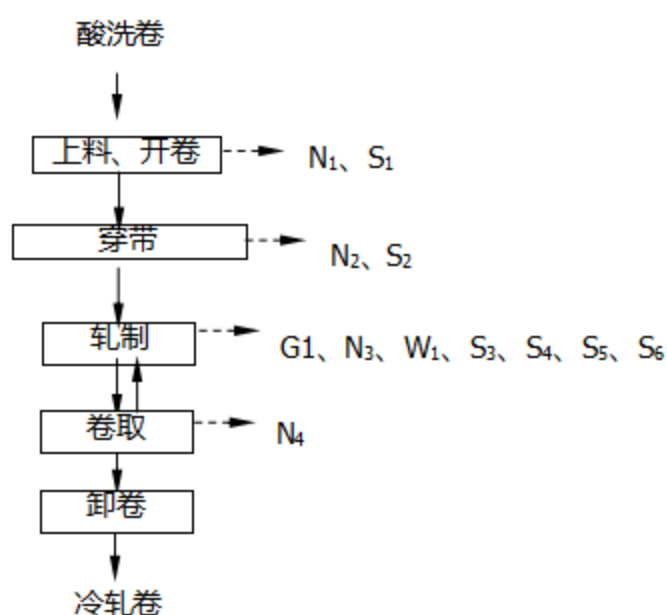 酸洗卷
上料、开卷
N₁、S₁
穿带
N₂、S₂
轧制
G1、N₃、W₁、S₃、S₄、S₅、S₆
卷取
N₄
卸卷
冷轧卷